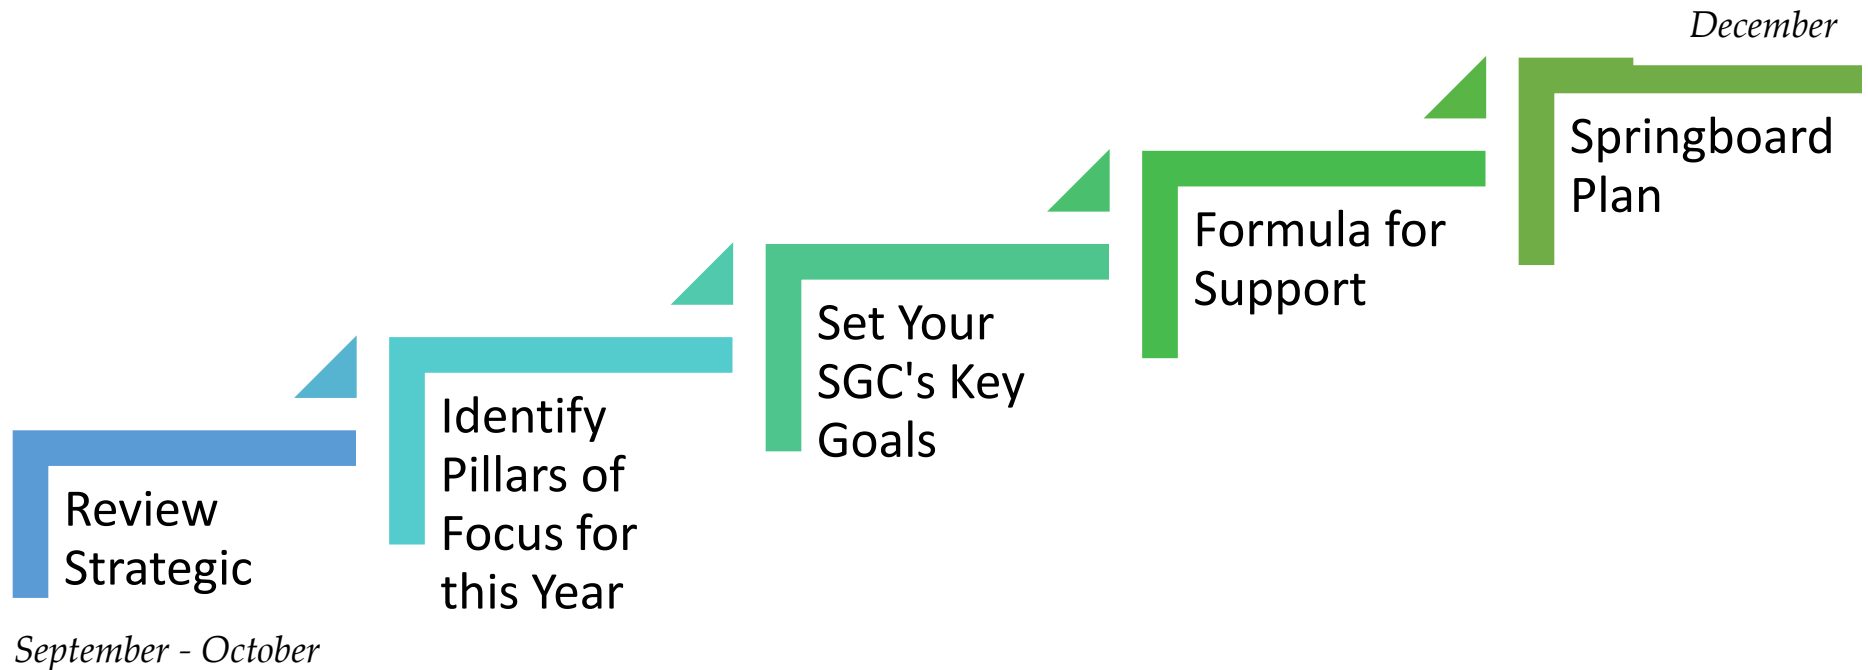 Review
Strategic
September - October
Identify
Pillars of
Focus for
this Year
Set Your
SGC's Key
Goals
Formula for
Support
December
Springboard
Plan